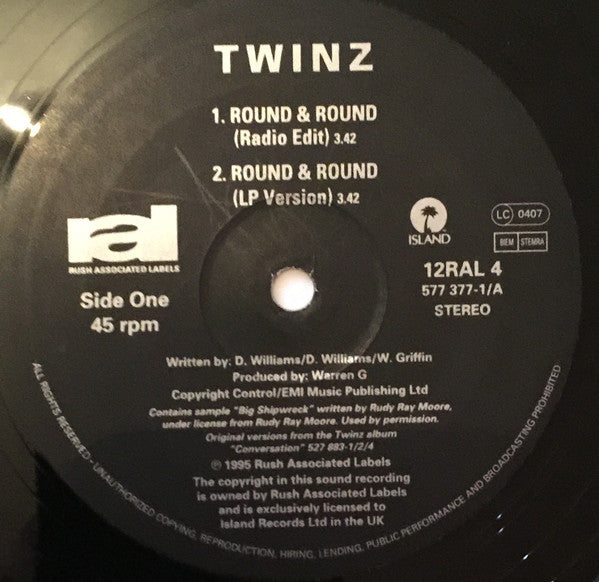 TWINZ
1. ROUND & ROUND
(Radio Edit) 3.42
2. ROUND & ROUND
(LP Version) 3.42
ral
RUSH ASSOCIATED LABELS
Side One
45 rpm
ISLAND
LC 0407
BIEM STEMRA
12RAL 4
577 377-1/A
STEREO
Written by: D. Williams/D. Williams/W. Griffin
Produced by: Warren G
Copyright Control/EMI Music Publishing Ltd
Contains sample "Big Shipwreck" written by Rudy Ray Moore,
under license from Rudy Ray Moore. Used by permission.
Original versions from the Twinz album
"Conversation" 527 883-1/2/4
℗ © 1995 Rush Associated Labels
The copyright in this sound recording
is owned by Rush Associated Labels
and is exclusively licensed to
Island Records Ltd in the UK
ALL RIGHTS RESERVED - UNAUTHORIZED COPYING, REPRODUCTION, HIRING, LENDING, PUBLIC PERFORMANCE AND BROADCASTING PROHIBITED